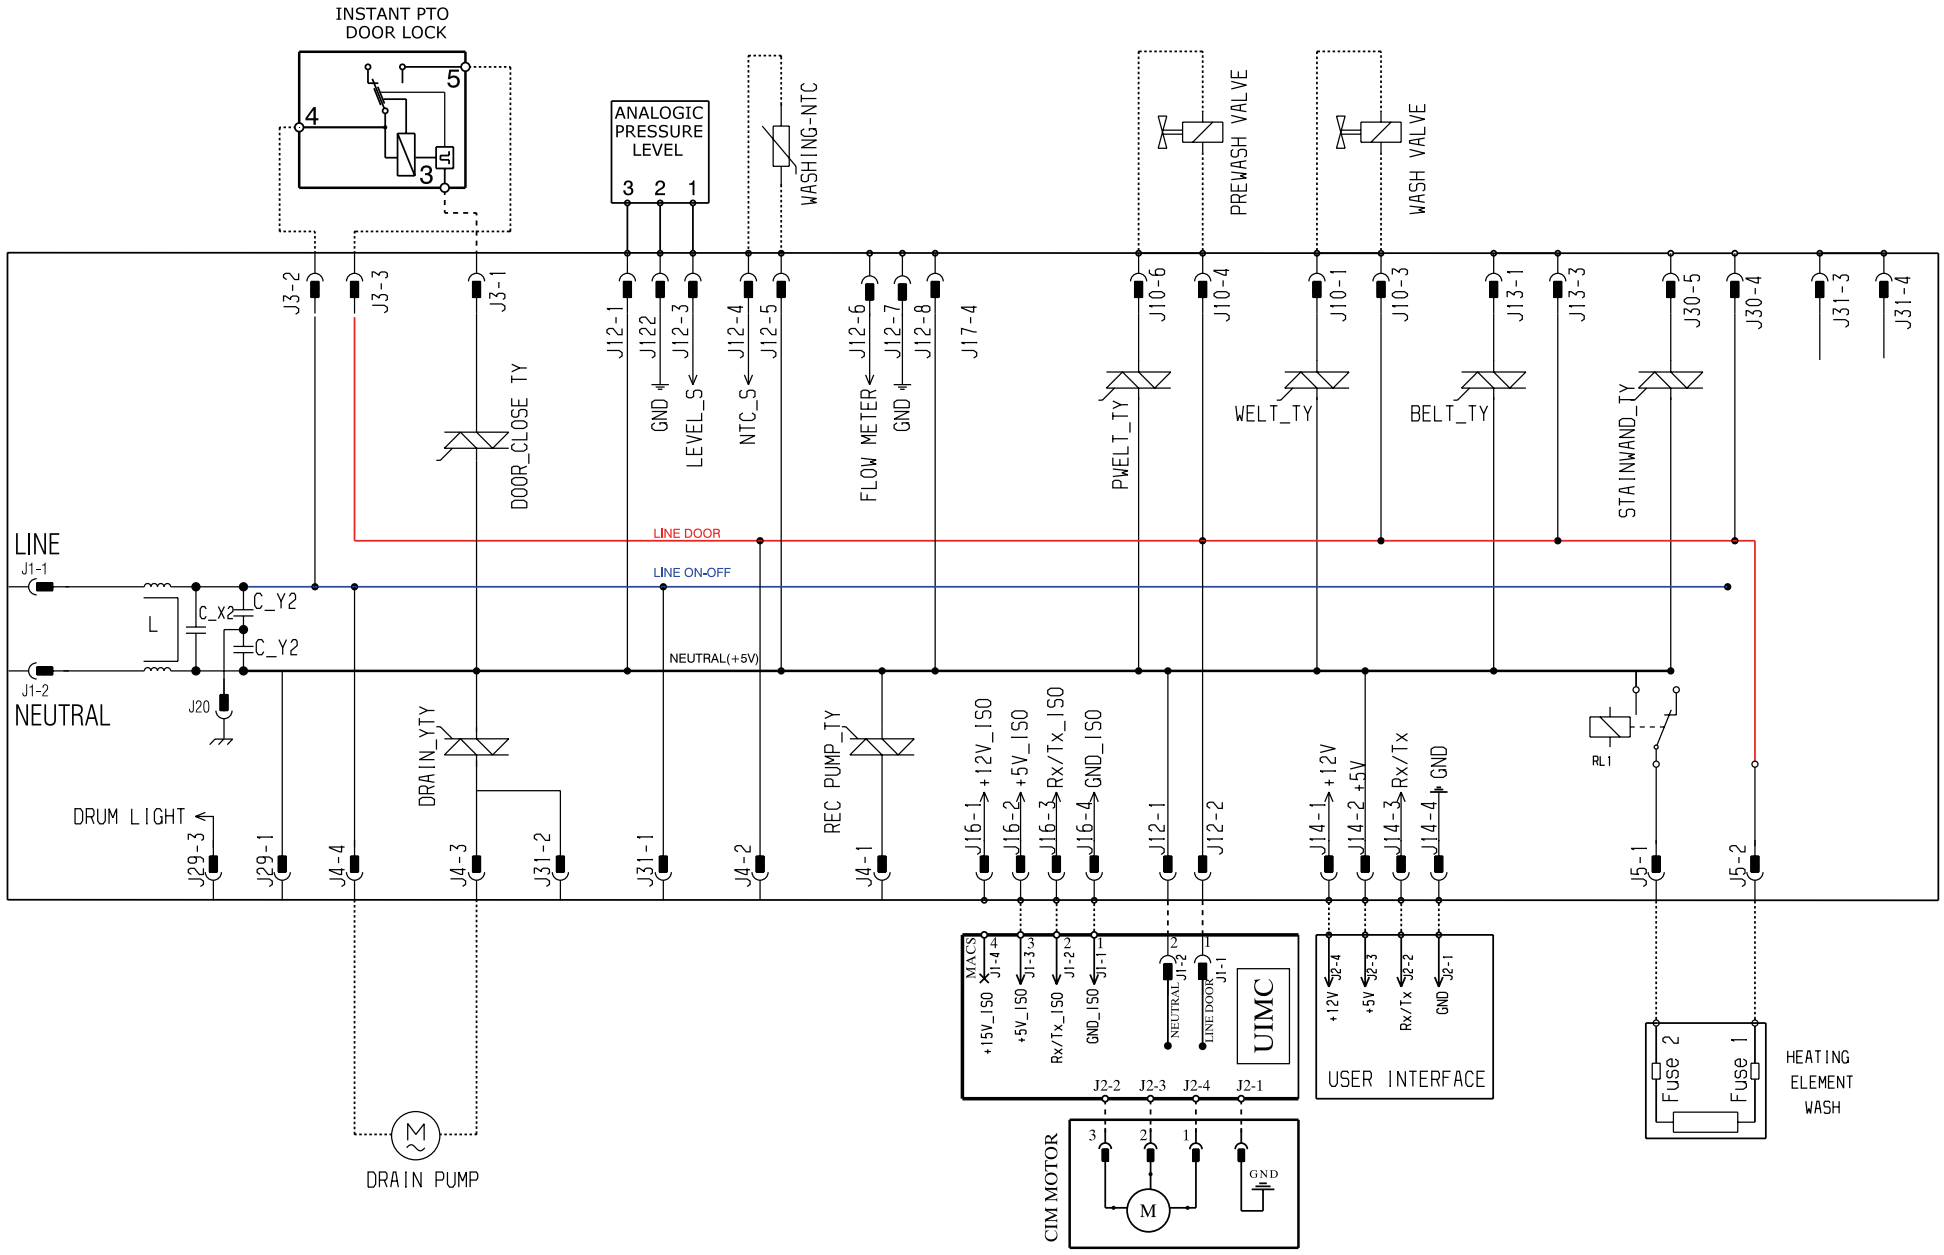 INSTANT PTO
DOOR LOCK
5
4
3
ANALOGIC
PRESSURE
LEVEL
3 2 1
WASHING-NTC
PREWASH VALVE
WASH VALVE
J3-2
J3-3
J3-1
J12-1
J122
J12-3
J12-4
J12-5
J12-6
J12-7
J12-8
J17-4
J10-6
J10-4
J10-1
J10-3
J13-1
J13-3
J30-5
J30-4
J31-3
J31-4
DOOR_CLOSE TY
GND
LEVEL_S
NTC_S
FLOW METER
GND
PWELT_TY
WELT_TY
BELT_TY
STAINWAND_TY
LINE DOOR
LINE
J1-1
LINE ON-OFF
L
C_X2
C_Y2
C_Y2
NEUTRAL(+5V)
J1-2
NEUTRAL
J20
DRAIN_YTY
REC PUMP_TY
+12V_ISO
+5V_ISO
Rx/Tx_ISO
GND_ISO
+12V
+5V
Rx/Tx
GND
RL1
DRUM LIGHT
J29-3
J29-1
J4-4
J4-3
J31-2
J31-1
J4-2
J4-1
J16-1
J16-2
J16-3
J16-4
J12-1
J12-2
J14-1
J14-2
J14-3
J14-4
J5-1
J5-2
MACS
4 3 2 1 2 1
J1-4
J1-3
J1-2
J1-1
J1-2
J1-1
+15V_ISO
+5V_ISO
Rx/Tx_ISO
GND_ISO
NEUTRAL
LINE DOOR
UIMC
J2-2 J2-3 J2-4 J2-1
J2-4
J2-3
J2-2
J2-1
+12V
+5V
Rx/Tx
GND
USER INTERFACE
Fuse 2
Fuse 1
HEATING
ELEMENT
WASH
M
DRAIN PUMP
CIM MOTOR
3 2 1
GND
M